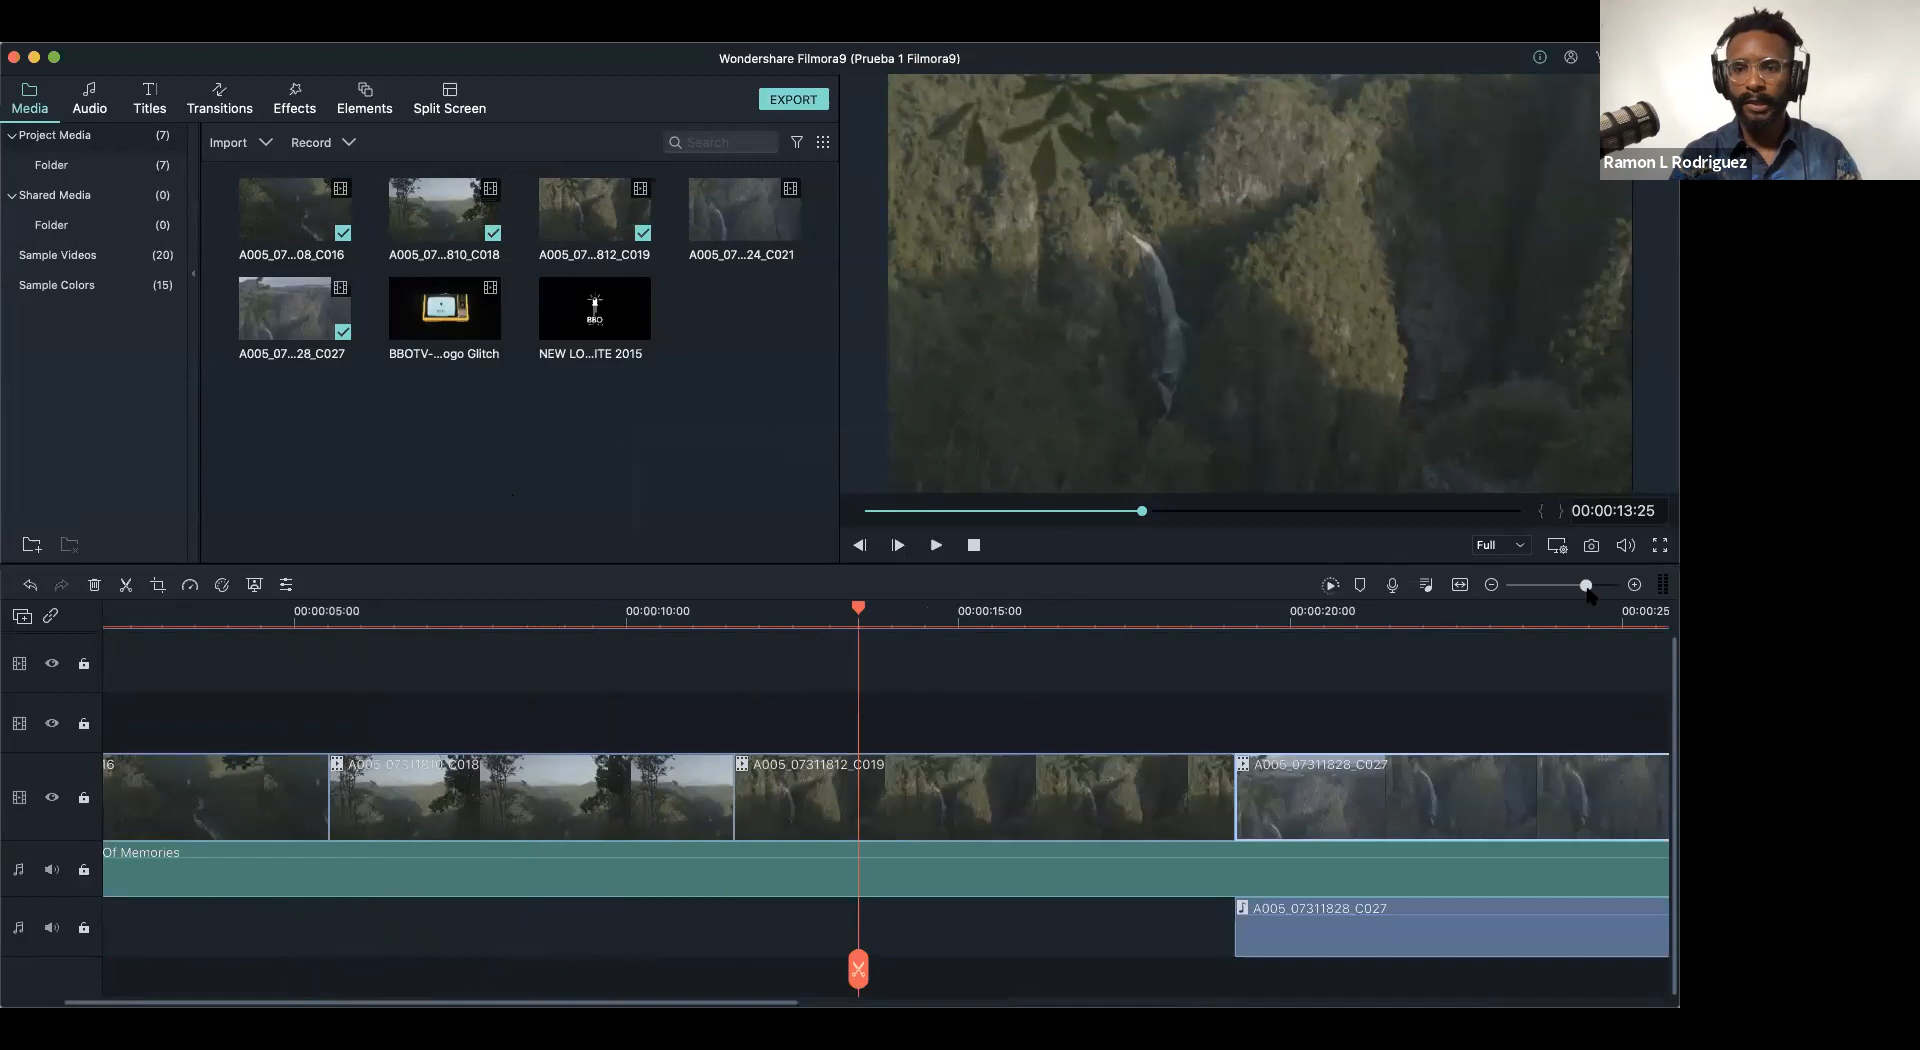 Wondershare Filmora9 (Prueba 1 Filmora9)
Media
Audio
Titles
Transitions
Effects
Elements
Split Screen
EXPORT
Ramon L Rodriguez
Project Media (7)
Folder (7)
Shared Media (0)
Folder (0)
Sample Videos (20)
Sample Colors (15)
Import
Record
Search
A005_07...08_C016
A005_07...810_C018
A005_07...812_C019
A005_07...24_C021
A005_07...28_C027
BBOTV-...ogo Glitch
BBO
NEW LO...ITE 2015
{ } 00:00:13:25
Full
00:00:05:00
00:00:10:00
00:00:15:00
00:00:20:00
00:00:25
16
A005_07311810_C018
A005_07311812_C019
A005_07311828_C027
Of Memories
A005_07311828_C027